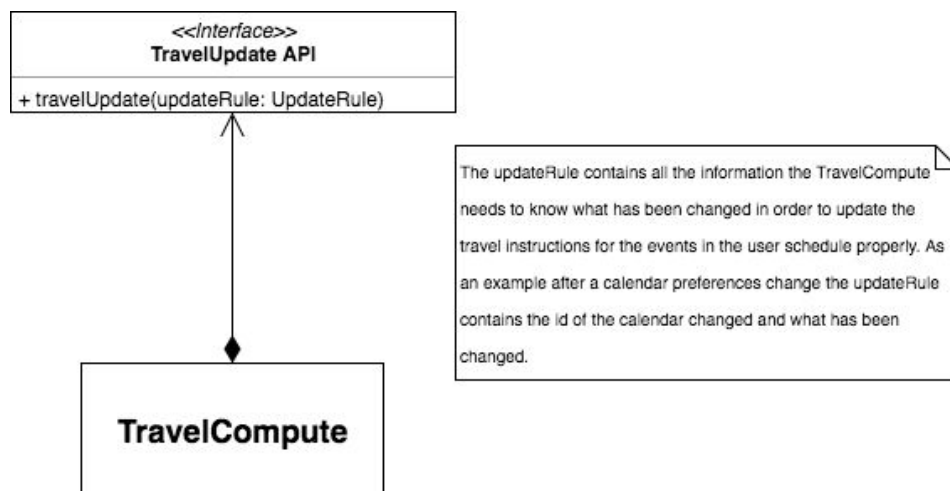 <<Interface>>
TravelUpdate API
+ travelUpdate(updateRule: UpdateRule)
The updateRule contains all the information the TravelCompute
needs to know what has been changed in order to update the
travel instructions for the events in the user schedule properly. As
an example after a calendar preferences change the updateRule
contains the id of the calendar changed and what has been
changed.
TravelCompute